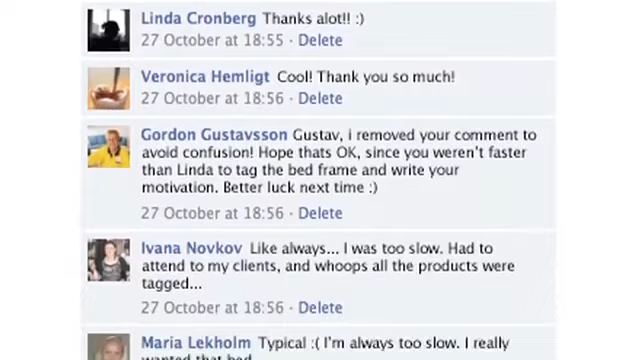 Linda Cronberg Thanks alot!! :)
27 October at 18:55 · Delete
Veronica Hemligt Cool! Thank you so much!
27 October at 18:56 · Delete
Gordon Gustavsson Gustav, i removed your comment to
avoid confusion! Hope thats OK, since you weren't faster
than Linda to tag the bed frame and write your
motivation. Better luck next time :)
27 October at 18:56 · Delete
Ivana Novkov Like always... I was too slow. Had to
attend to my clients, and whoops all the products were
tagged...
27 October at 18:56 · Delete
Maria Lekholm Typical :( I'm always too slow. I really
wanted that bed